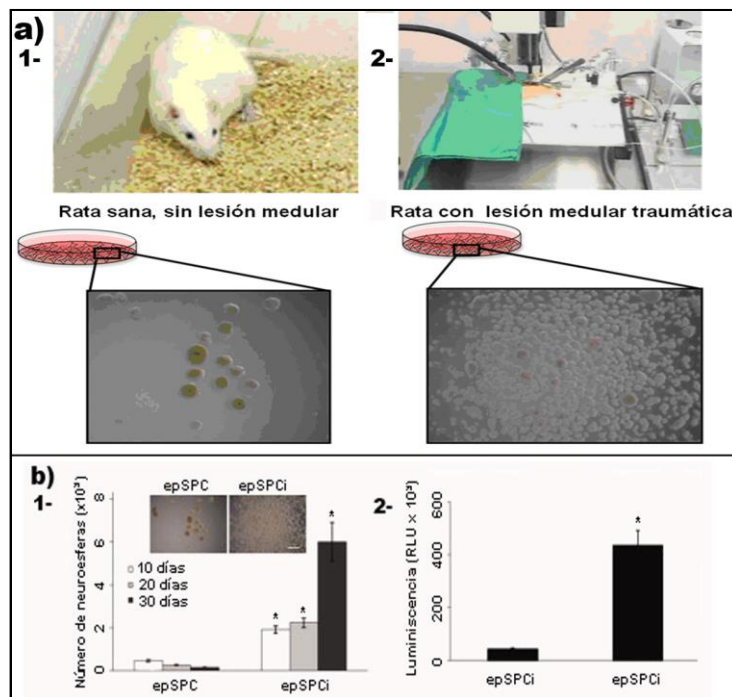 a)
1-
2-
Rata sana, sin lesión medular
Rata con lesión medular traumática
b)
1-
Número de neuroesferas (x10³)
8
6
4
2
0
epSPC
epSPCi
10 días
20 días
30 días
*
*
*
epSPC
epSPCi
2-
Luminiscencia (RLU x 10³)
600
400
200
0
*
epSPCi
epSPCi